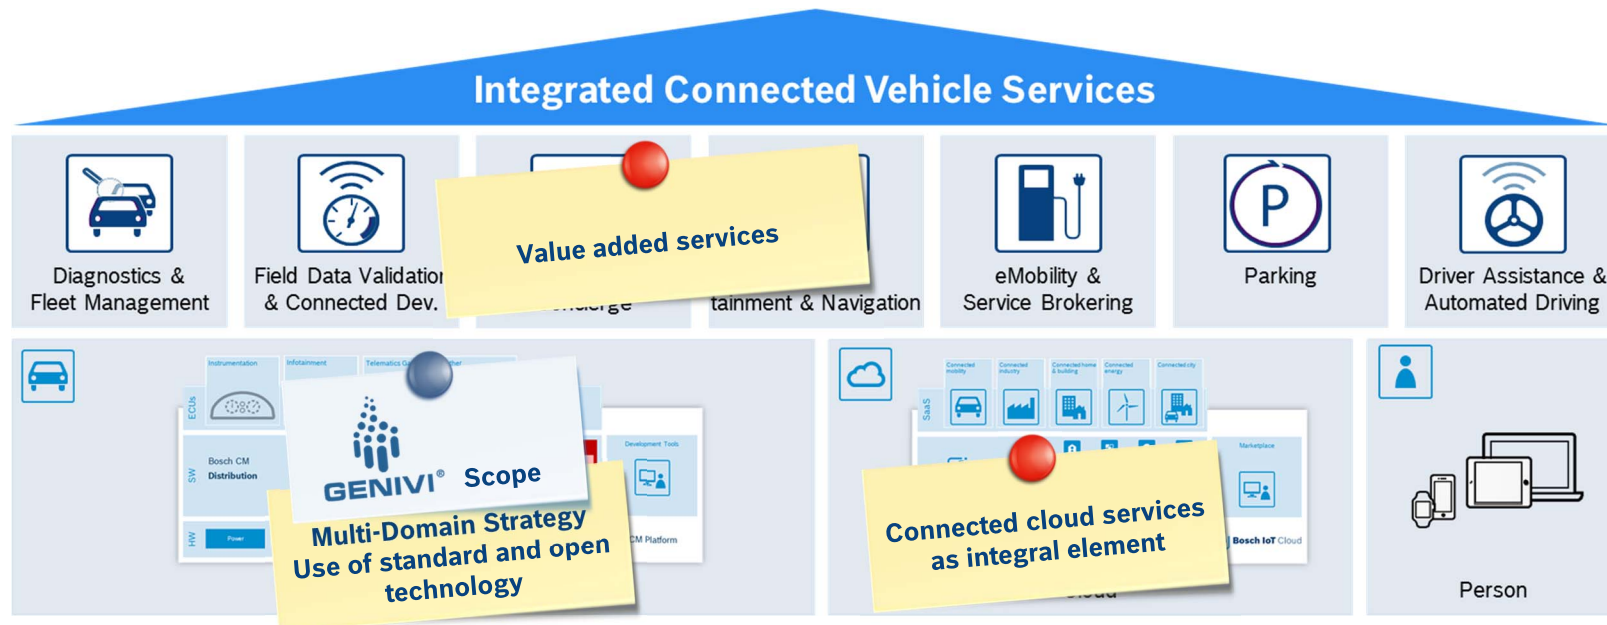 Integrated Connected Vehicle Services
Diagnostics &
Fleet Management
Field Data Validation
& Connected Dev.
Value added services
tainment & Navigation
eMobility &
Service Brokering
P
Parking
Driver Assistance &
Automated Driving
Instrumentation
Infotainment
ECUs
SW
Bosch CM
Distribution
HW
Power
Development Tools
CM Platform
GENIVI® Scope
Multi-Domain Strategy
Use of standard and open
technology
Connected
mobility
Connected
industry
Connected home
& building
Connected
energy
Connected city
SaaS
Marketplace
Bosch IoT Cloud
Connected cloud services
as integral element
Person